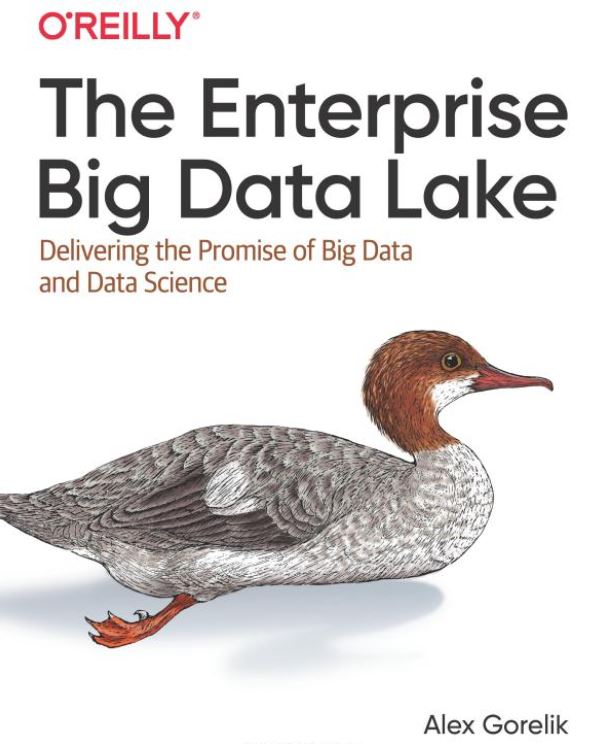 O'REILLY®
The Enterprise
Big Data Lake
Delivering the Promise of Big Data
and Data Science
Alex Gorelik